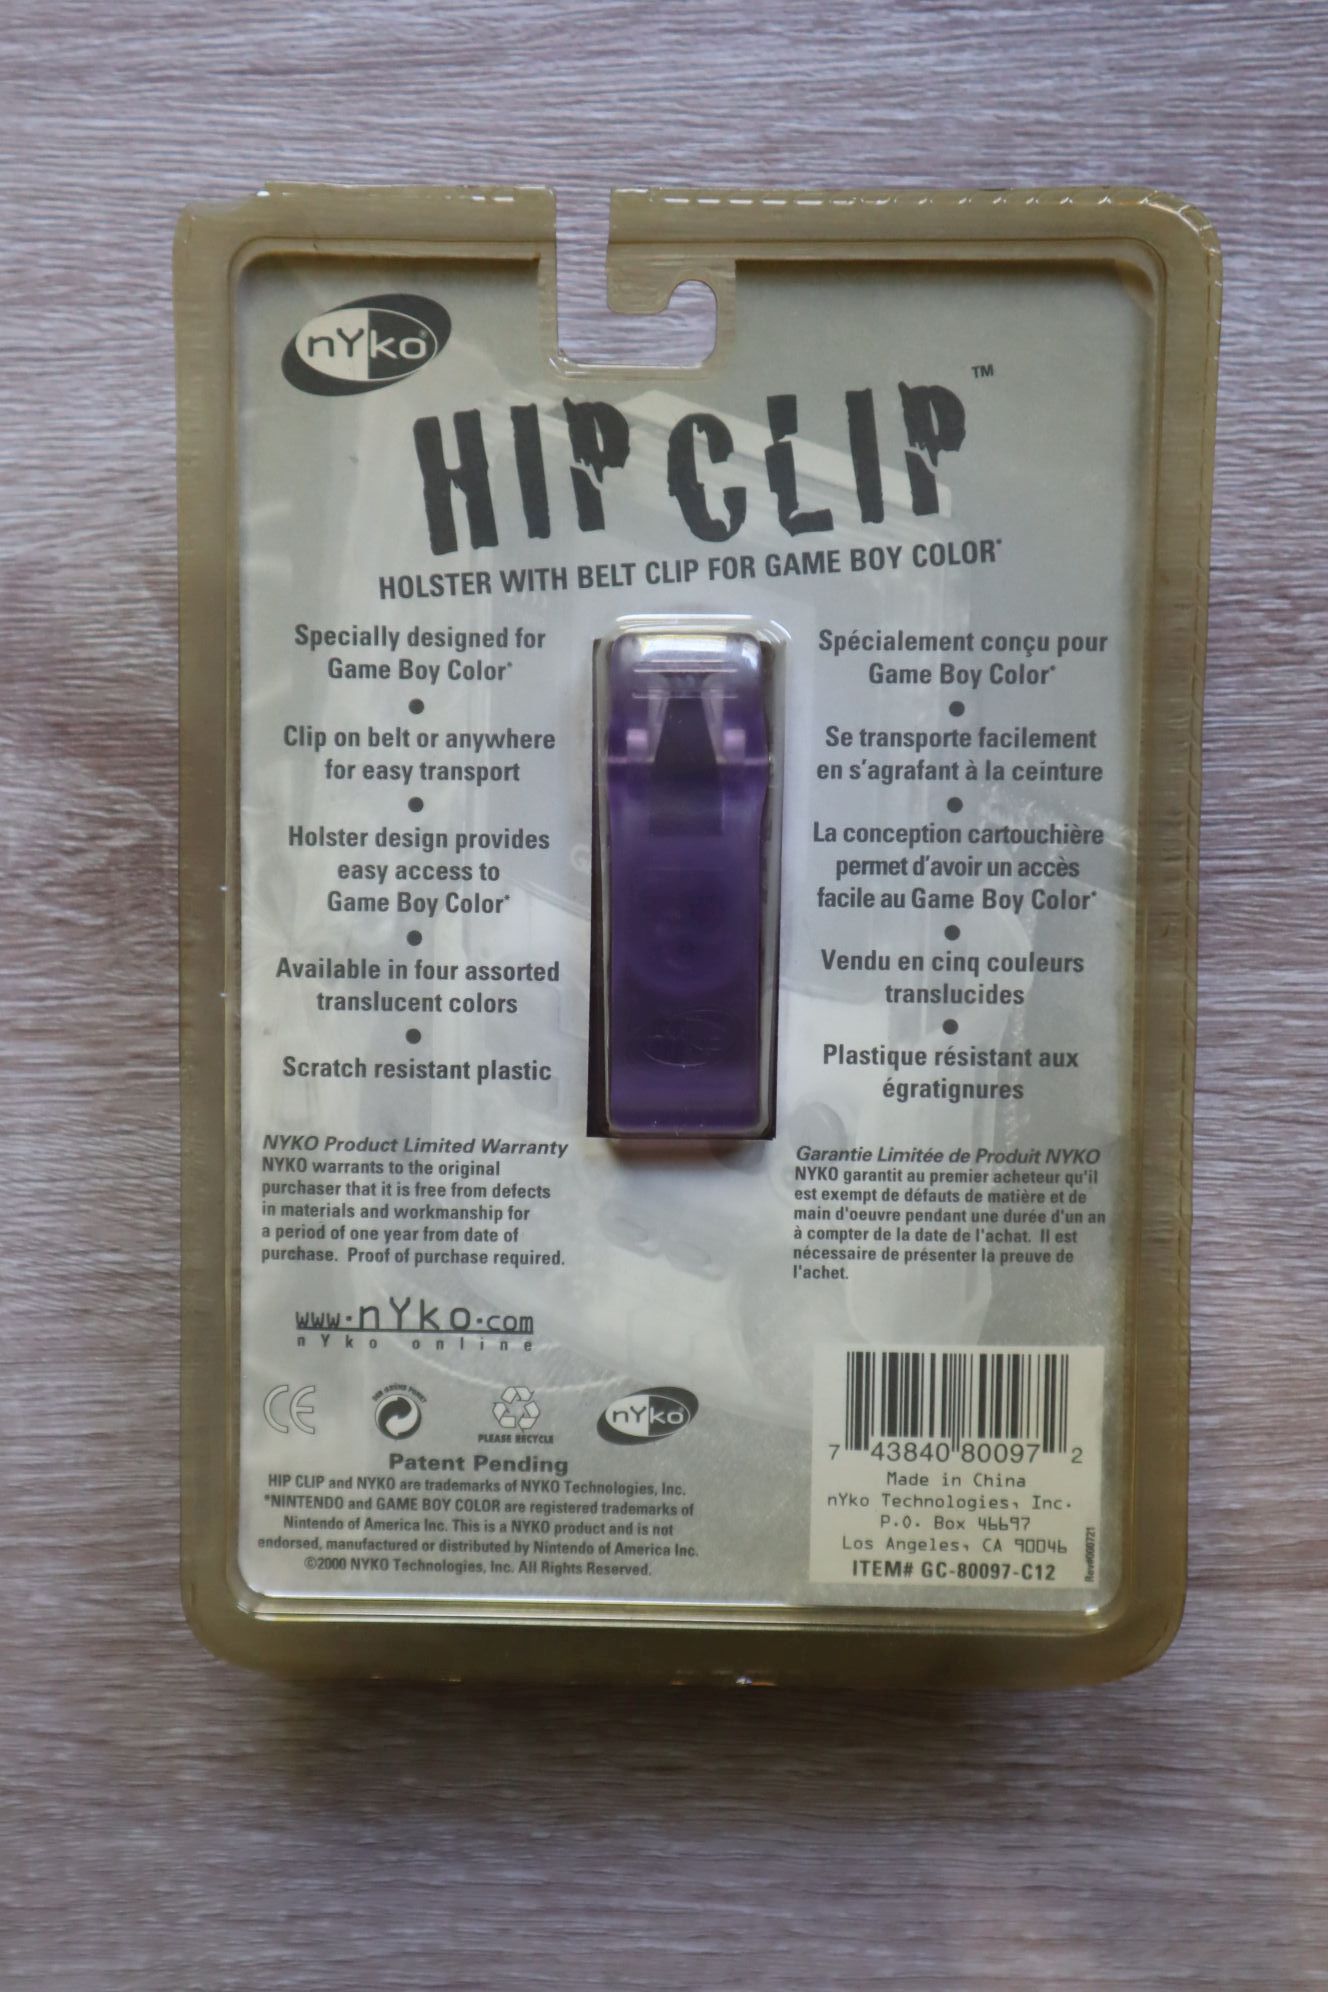 nYko®
HIP CLIP™
HOLSTER WITH BELT CLIP FOR GAME BOY COLOR*
Specially designed for
Game Boy Color*
●
Clip on belt or anywhere
for easy transport
●
Holster design provides
easy access to
Game Boy Color*
●
Available in four assorted
translucent colors
●
Scratch resistant plastic
NYKO Product Limited Warranty
NYKO warrants to the original
purchaser that it is free from defects
in materials and workmanship for
a period of one year from date of
purchase. Proof of purchase required.
www.nYko.com
nYko online
Spécialement conçu pour
Game Boy Color*
●
Se transporte facilement
en s'agrafant à la ceinture
●
La conception cartouchière
permet d'avoir un accès
facile au Game Boy Color*
●
Vendu en cinq couleurs
translucides
●
Plastique résistant aux
égratignures
Garantie Limitée de Produit NYKO
NYKO garantit au premier acheteur qu'il
est exempt de défauts de matière et de
main d'oeuvre pendant une durée d'un an
à compter de la date de l'achat. Il est
nécessaire de présenter la preuve de
l'achet.
nYko
CE
DER GRÜNE PUNKT
PLEASE RECYCLE
nYko
Patent Pending
HIP CLIP and NYKO are trademarks of NYKO Technologies, Inc.
*NINTENDO and GAME BOY COLOR are registered trademarks of
Nintendo of America Inc. This is a NYKO product and is not
endorsed, manufactured or distributed by Nintendo of America Inc.
©2000 NYKO Technologies, Inc. All Rights Reserved.
7 43840 80097 2
Made in China
nYko Technologies, Inc.
P.O. Box 46697
Los Angeles, CA 90046
ITEM# GC-80097-C12
Rev#000721